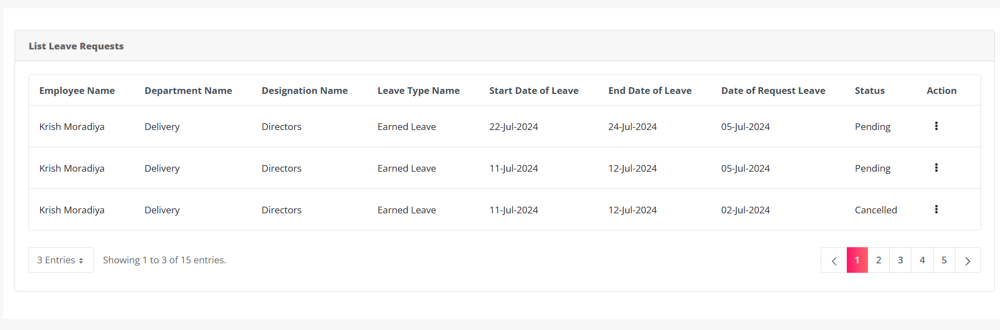 List Leave Requests
Employee Name Department Name Designation Name Leave Type Name Start Date of Leave End Date of Leave Date of Request Leave Status Action
Krish Moradiya Delivery Directors Earned Leave 22-Jul-2024 24-Jul-2024 05-Jul-2024 Pending
Krish Moradiya Delivery Directors Earned Leave 11-Jul-2024 12-Jul-2024 05-Jul-2024 Pending
Krish Moradiya Delivery Directors Earned Leave 11-Jul-2024 12-Jul-2024 02-Jul-2024 Cancelled
3 Entries Showing 1 to 3 of 15 entries. 1 2 3 4 5